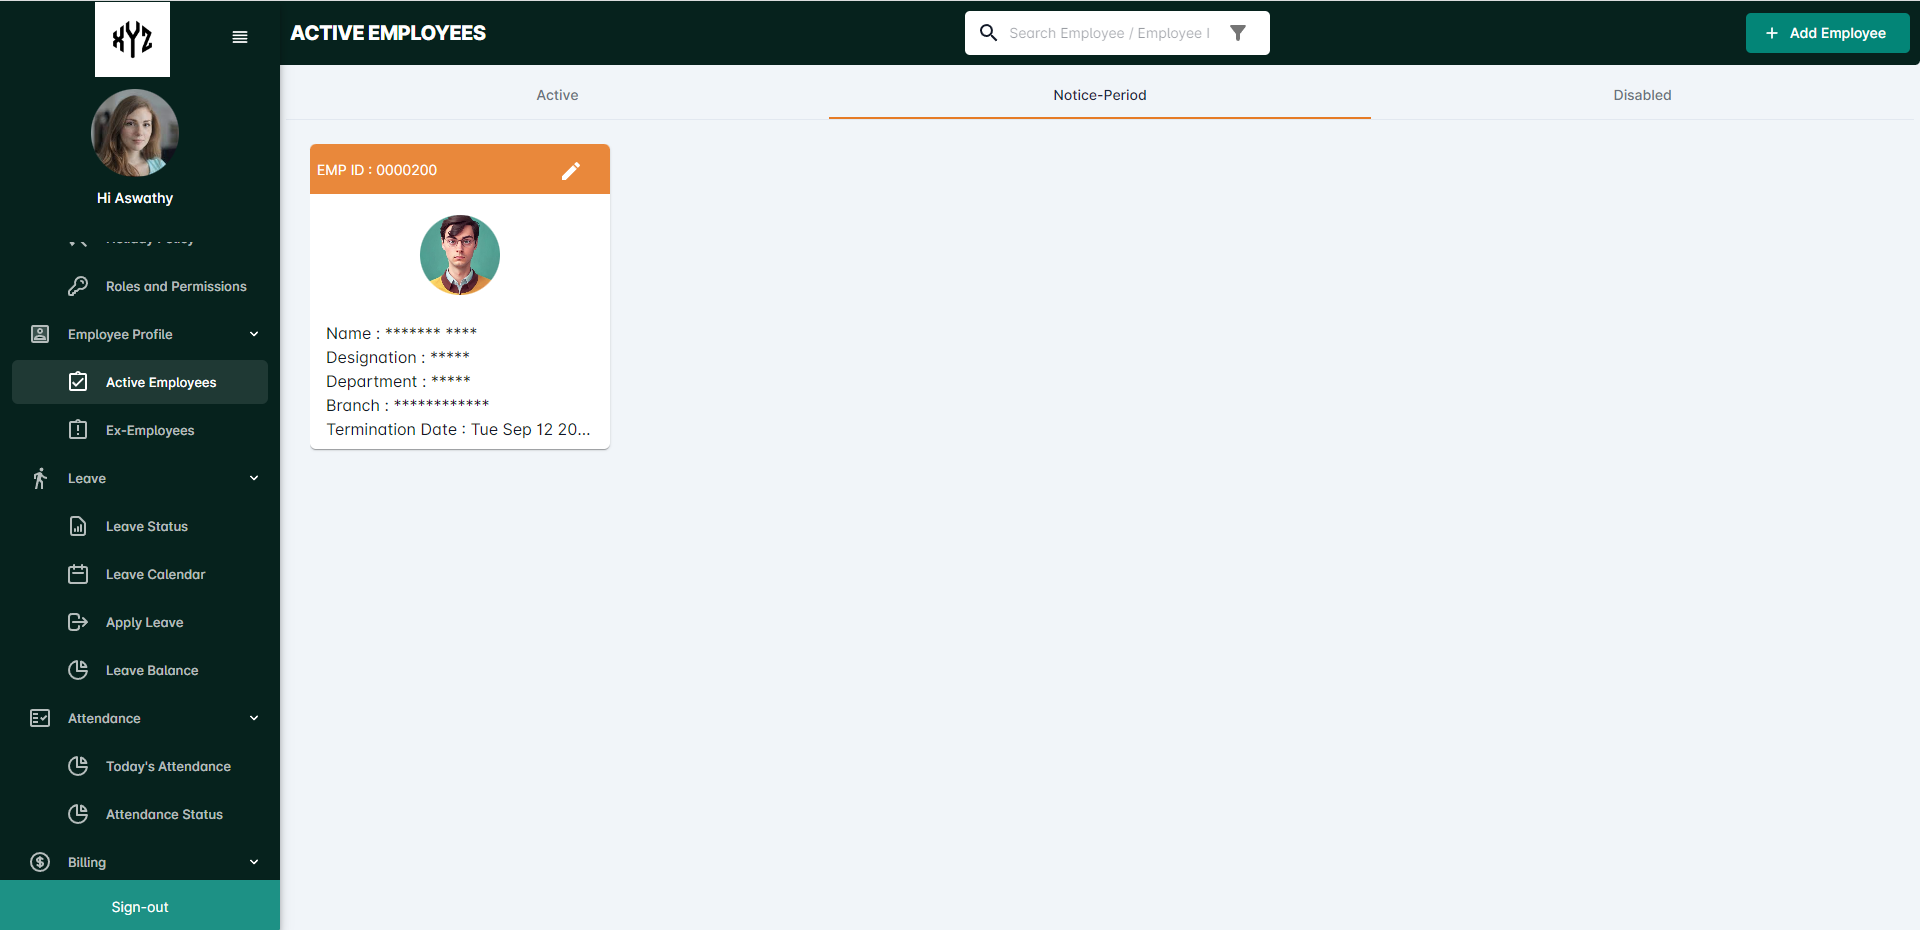 XYZ
ACTIVE EMPLOYEES
Search Employee / Employee I
+ Add Employee
Hi Aswathy
Holiday Policy
Roles and Permissions
Employee Profile
Active Employees
Ex-Employees
Leave
Leave Status
Leave Calendar
Apply Leave
Leave Balance
Attendance
Today's Attendance
Attendance Status
Billing
Sign-out
Active
Notice-Period
Disabled
EMP ID : 0000200
Name : ******* ****
Designation : *****
Department : *****
Branch : ************
Termination Date : Tue Sep 12 20...